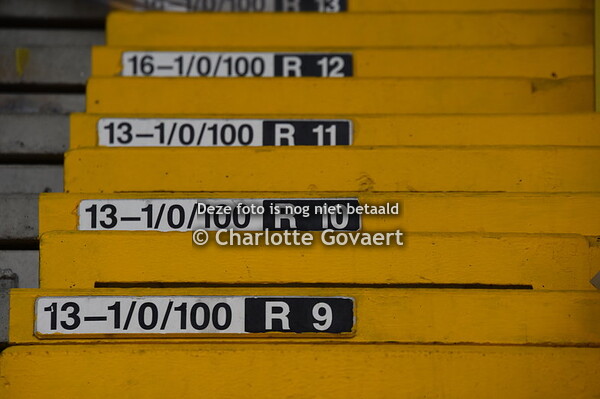 R 13
16–1/0/100 R 12
13–1/0/100 R 11
13–1/0/100 R 10
Deze foto is nog niet betaald
© Charlotte Govaert
13–1/0/100 R 9